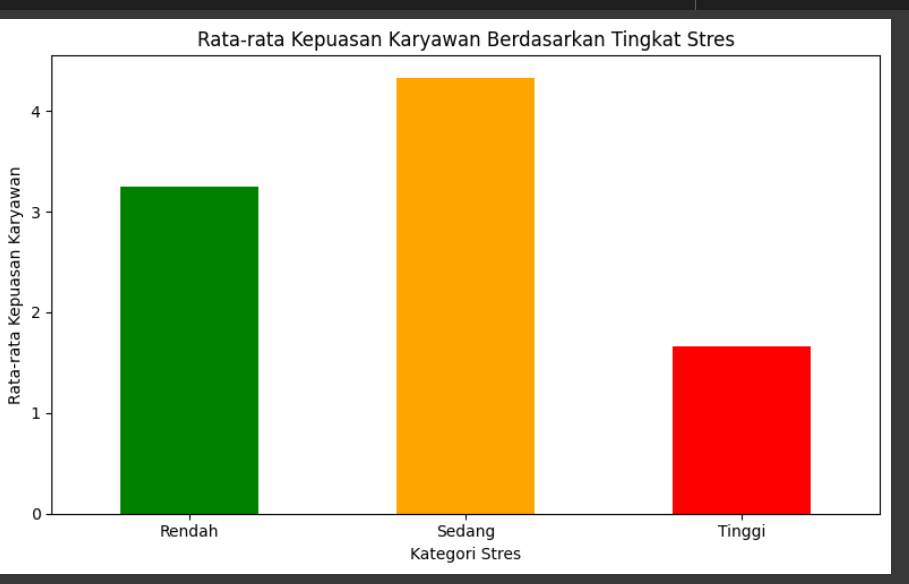 Rata-rata Kepuasan Karyawan Berdasarkan Tingkat Stres
Rata-rata Kepuasan Karyawan
4
3
2
1
0
Rendah
Sedang
Tinggi
Kategori Stres